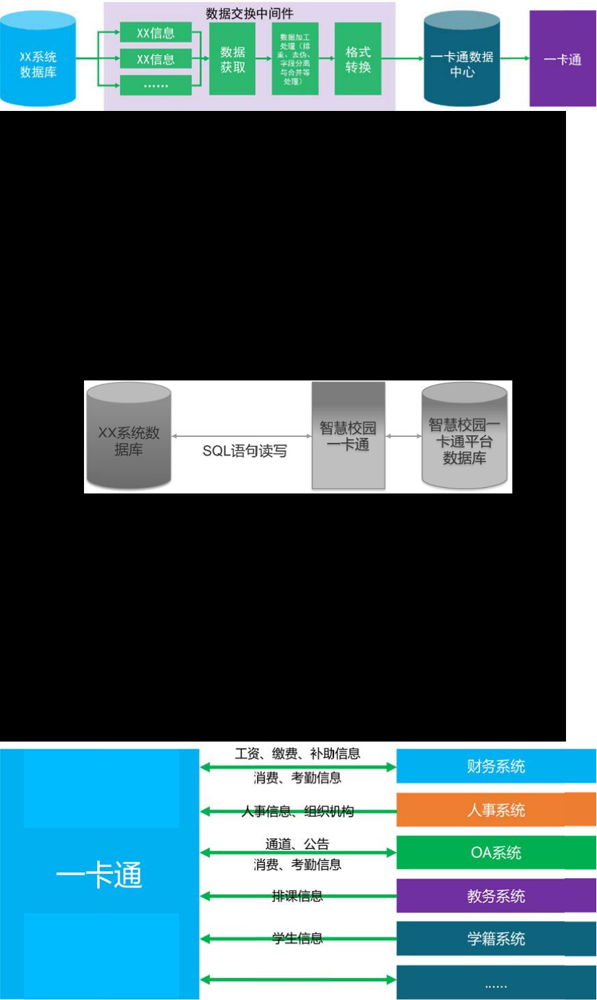 数据交换中间件
XX系统
数据库
XX信息
XX信息
······
数据
获取
数据加工
处理（排
重、去伪、
字段分离
与合并等
处理）
格式
转换
一卡通数据
中心
一卡通
XX系统数
据库
SQL语句读写
智慧校园
一卡通
智慧校园一
卡通平台
数据库
一卡通
工资、缴费、补助信息
消费、考勤信息
财务系统
人事信息、组织机构
人事系统
通道、公告
消费、考勤信息
OA系统
排课信息
教务系统
学生信息
学籍系统
······